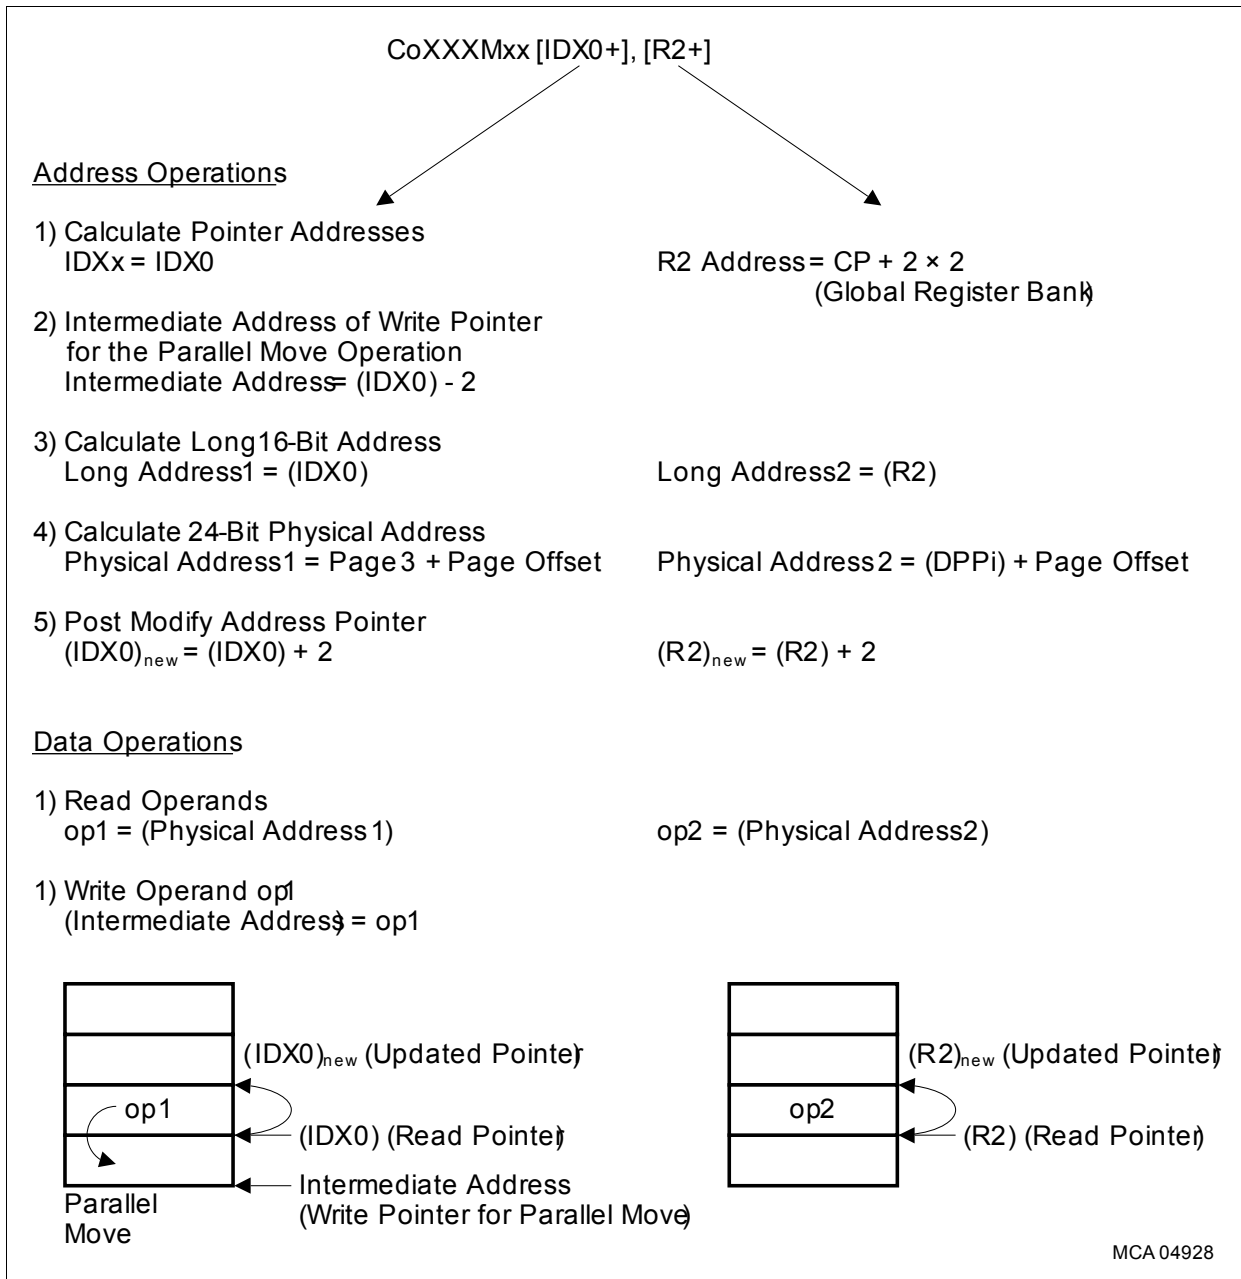 CoXXXMxx [IDX0+], [R2+]
Address Operations
1) Calculate Pointer Addresses
IDXx = IDX0
R2 Address = CP + 2 × 2
(Global Register Bank)
2) Intermediate Address of Write Pointer
for the Parallel Move Operation
Intermediate Address = (IDX0) - 2
3) Calculate Long 16-Bit Address
Long Address1 = (IDX0)
Long Address2 = (R2)
4) Calculate 24-Bit Physical Address
Physical Address1 = Page 3 + Page Offset
Physical Address2 = (DPPi) + Page Offset
5) Post Modify Address Pointer
(IDX0)new = (IDX0) + 2
(R2)new = (R2) + 2
Data Operations
1) Read Operands
op1 = (Physical Address1)
op2 = (Physical Address2)
1) Write Operand op1
(Intermediate Address) = op1
(IDX0)new (Updated Pointer)
op1
(IDX0) (Read Pointer)
Intermediate Address
(Write Pointer for Parallel Move)
Parallel
Move
(R2)new (Updated Pointer)
op2
(R2) (Read Pointer)
MCA 04928